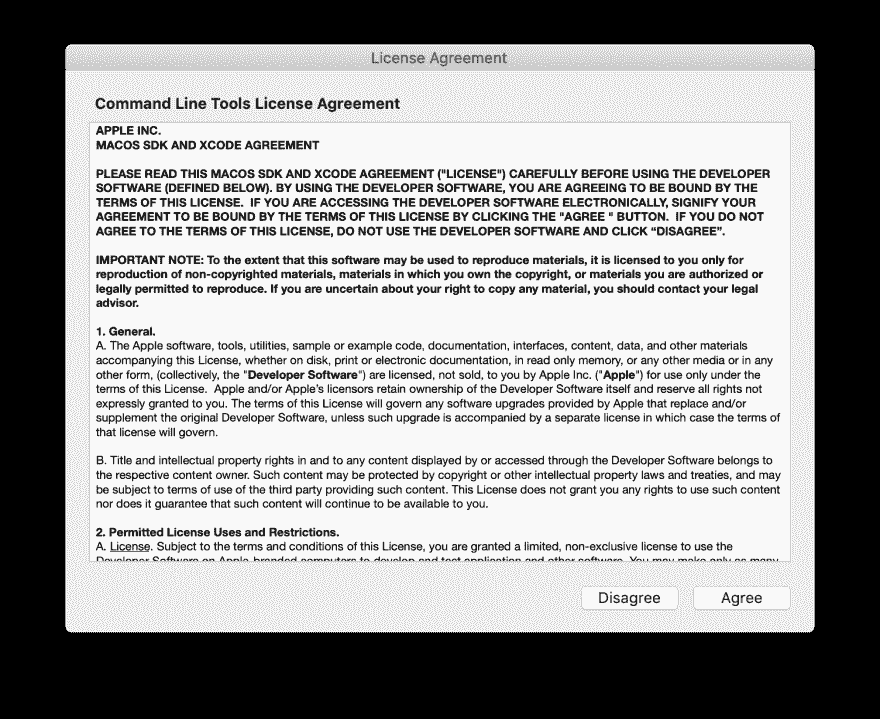 License Agreement
Command Line Tools License Agreement
APPLE INC.
MACOS SDK AND XCODE AGREEMENT
PLEASE READ THIS MACOS SDK AND XCODE AGREEMENT ("LICENSE") CAREFULLY BEFORE USING THE DEVELOPER
SOFTWARE (DEFINED BELOW). BY USING THE DEVELOPER SOFTWARE, YOU ARE AGREEING TO BE BOUND BY THE
TERMS OF THIS LICENSE.  IF YOU ARE ACCESSING THE DEVELOPER SOFTWARE ELECTRONICALLY, SIGNIFY YOUR
AGREEMENT TO BE BOUND BY THE TERMS OF THIS LICENSE BY CLICKING THE "AGREE " BUTTON.  IF YOU DO NOT
AGREE TO THE TERMS OF THIS LICENSE, DO NOT USE THE DEVELOPER SOFTWARE AND CLICK “DISAGREE”.
IMPORTANT NOTE: To the extent that this software may be used to reproduce materials, it is licensed to you only for
reproduction of non-copyrighted materials, materials in which you own the copyright, or materials you are authorized or
legally permitted to reproduce. If you are uncertain about your right to copy any material, you should contact your legal
advisor.
1. General.
A. The Apple software, tools, utilities, sample or example code, documentation, interfaces, content, data, and other materials
accompanying this License, whether on disk, print or electronic documentation, in read only memory, or any other media or in any
other form, (collectively, the "Developer Software") are licensed, not sold, to you by Apple Inc. ("Apple") for use only under the
terms of this License.  Apple and/or Apple’s licensors retain ownership of the Developer Software itself and reserve all rights not
expressly granted to you. The terms of this License will govern any software upgrades provided by Apple that replace and/or
supplement the original Developer Software, unless such upgrade is accompanied by a separate license in which case the terms of
that license will govern.
B. Title and intellectual property rights in and to any content displayed by or accessed through the Developer Software belongs to
the respective content owner. Such content may be protected by copyright or other intellectual property laws and treaties, and may
be subject to terms of use of the third party providing such content. This License does not grant you any rights to use such content
nor does it guarantee that such content will continue to be available to you.
2. Permitted License Uses and Restrictions.
A. License. Subject to the terms and conditions of this License, you are granted a limited, non-exclusive license to use the
Developer Software on Apple-branded computers to develop and test application and other software. You may make only as many
Disagree
Agree